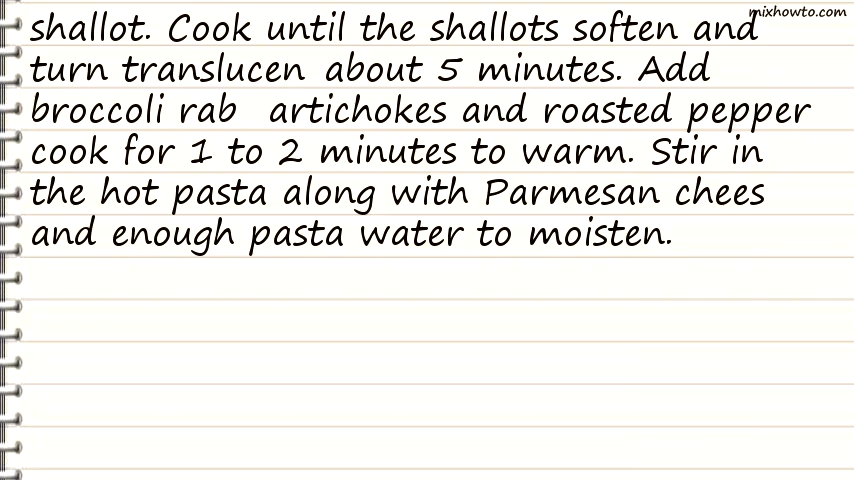 mixhowto.com
shallot. Cook until the shallots soften and
turn translucen about 5 minutes. Add
broccoli rab artichokes and roasted pepper
cook for 1 to 2 minutes to warm. Stir in
the hot pasta along with Parmesan chees
and enough pasta water to moisten.